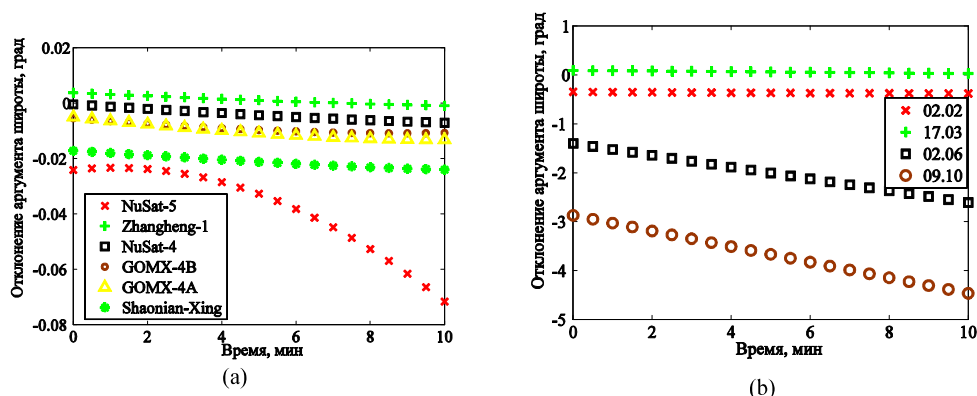 Отклонение аргумента широты, град
0.02
0
-0.02
-0.04
-0.06
-0.08
0 2 4 6 8 10
Время, мин
NuSat-5
Zhangheng-1
NuSat-4
GOMX-4B
GOMX-4A
Shaonian-Xing
(a)
Отклонение аргумента широты, град
1
0
-1
-2
-3
-4
-5
0 2 4 6 8 10
Время, мин
02.02
17.03
02.06
09.10
(b)